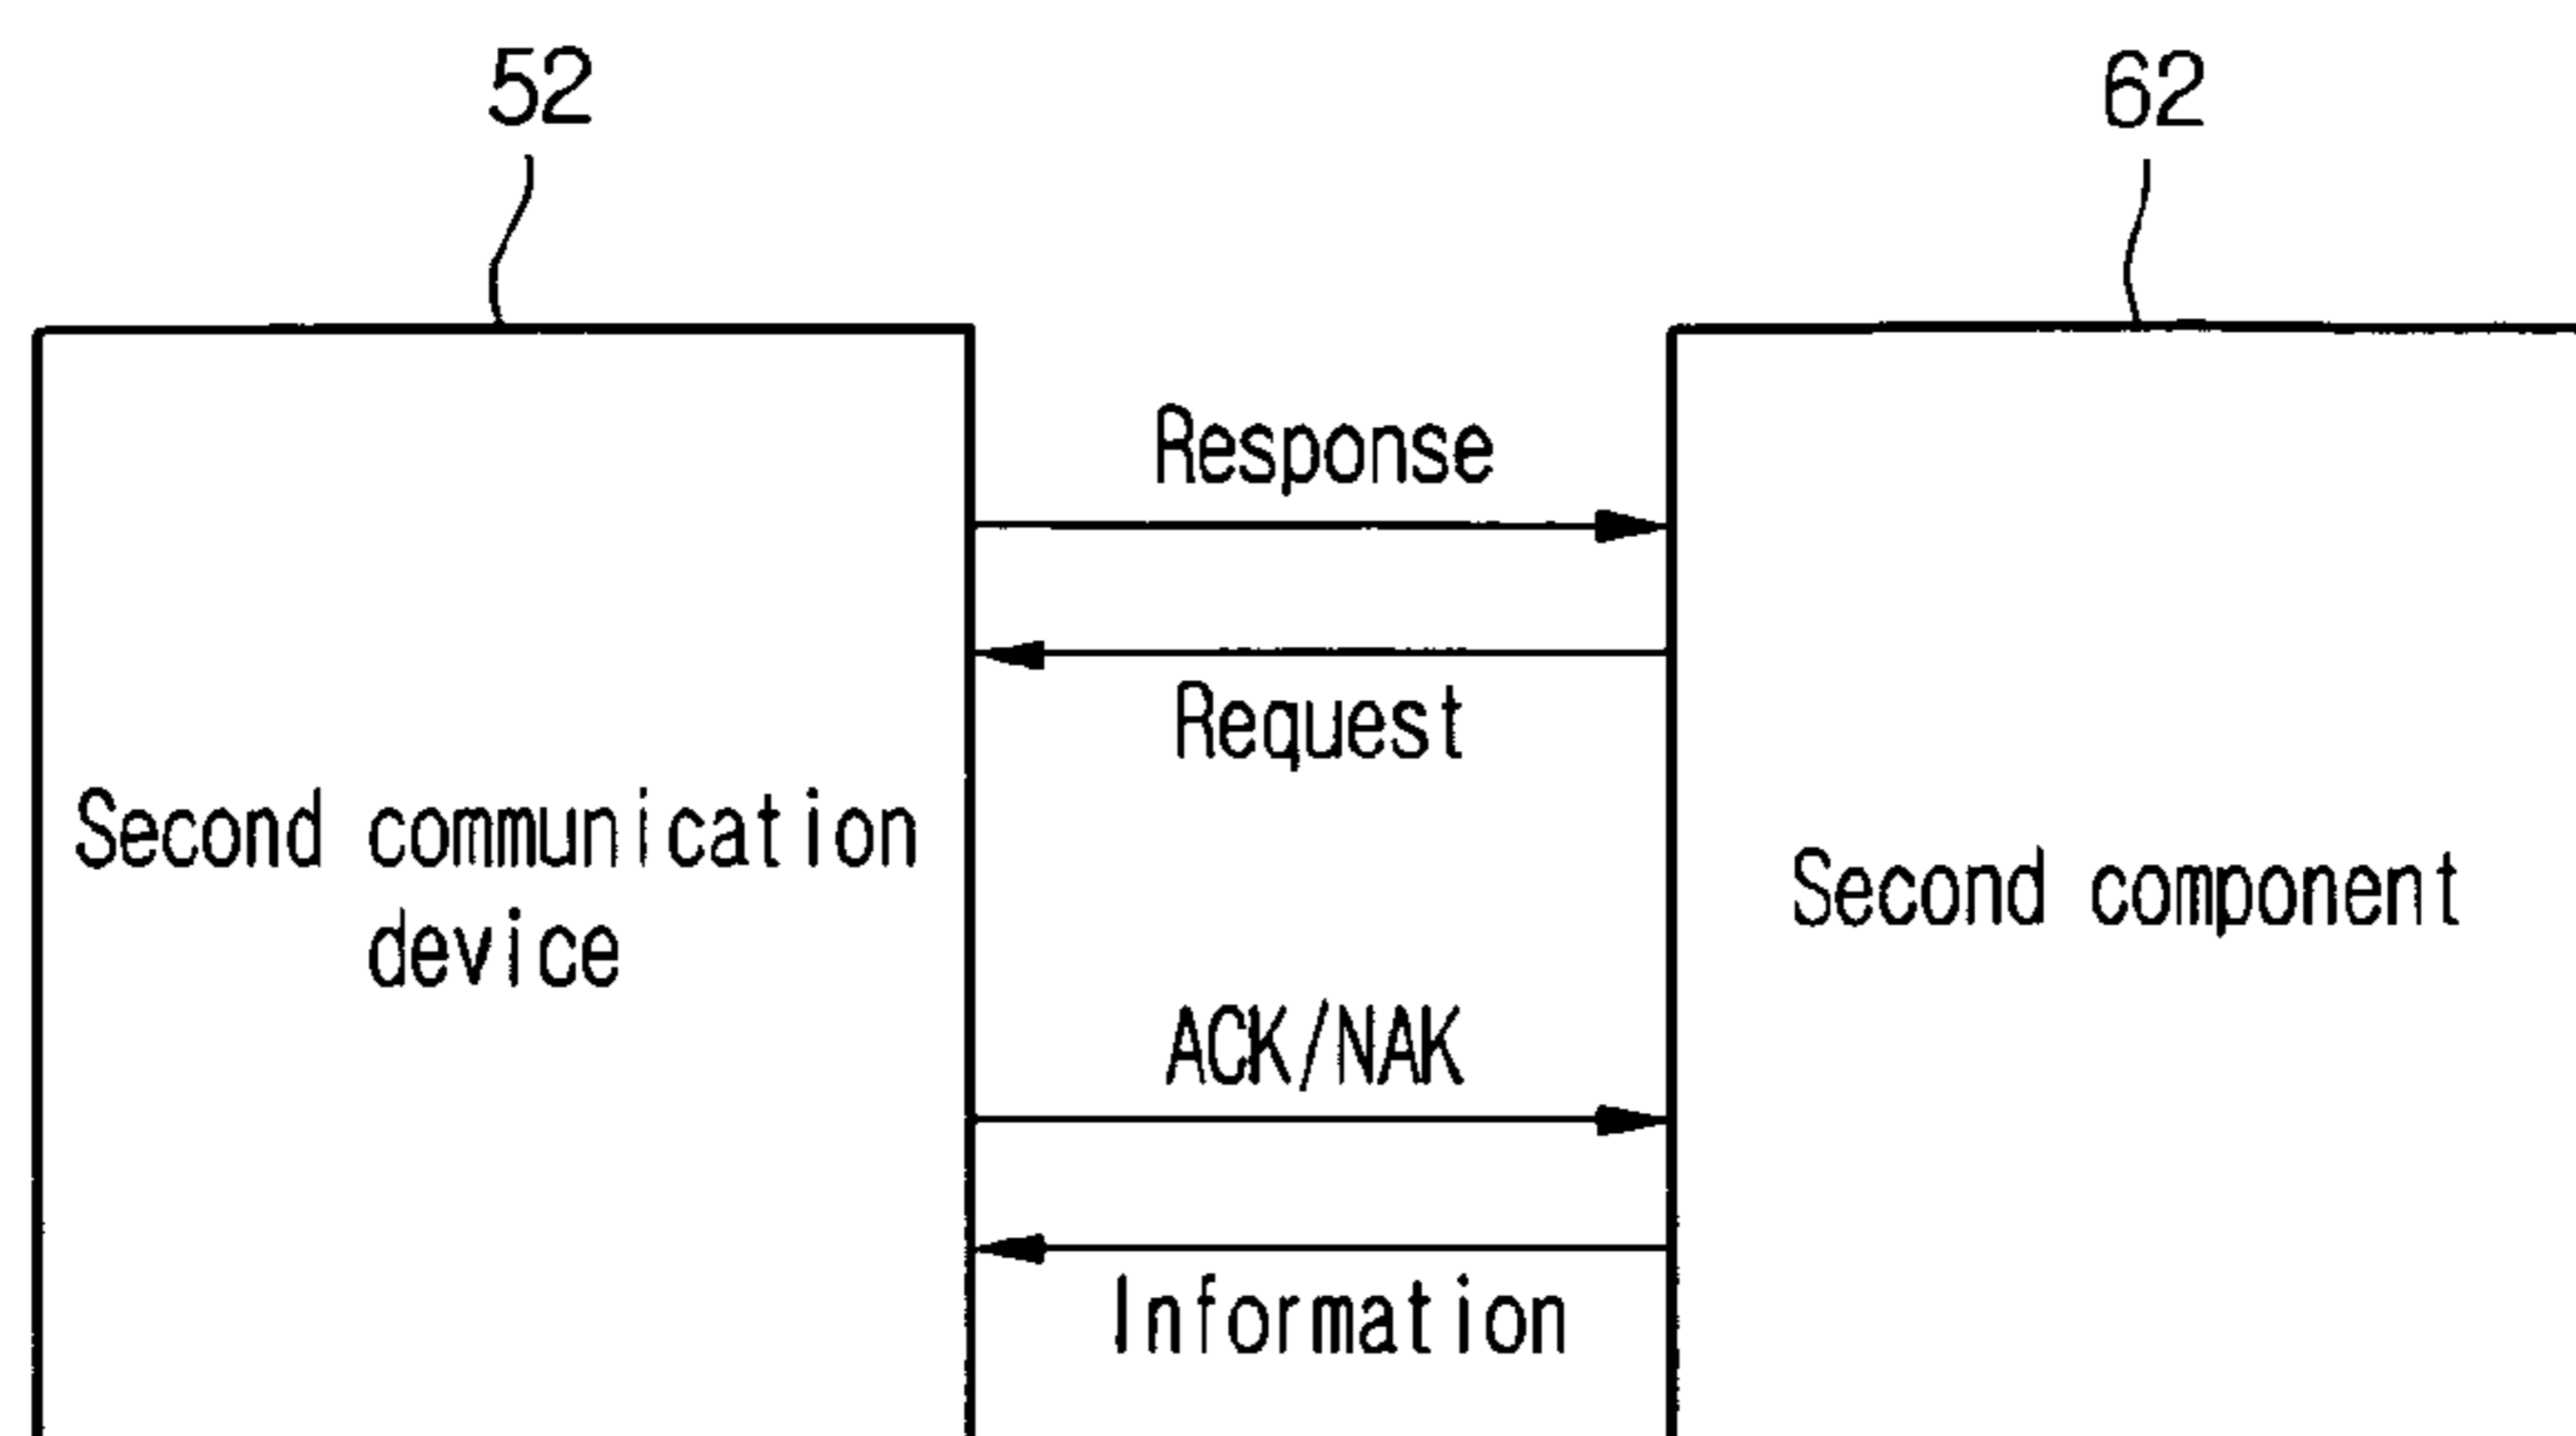 52
62
Response
Request
Second communication
device
Second component
ACK/NAK
Information